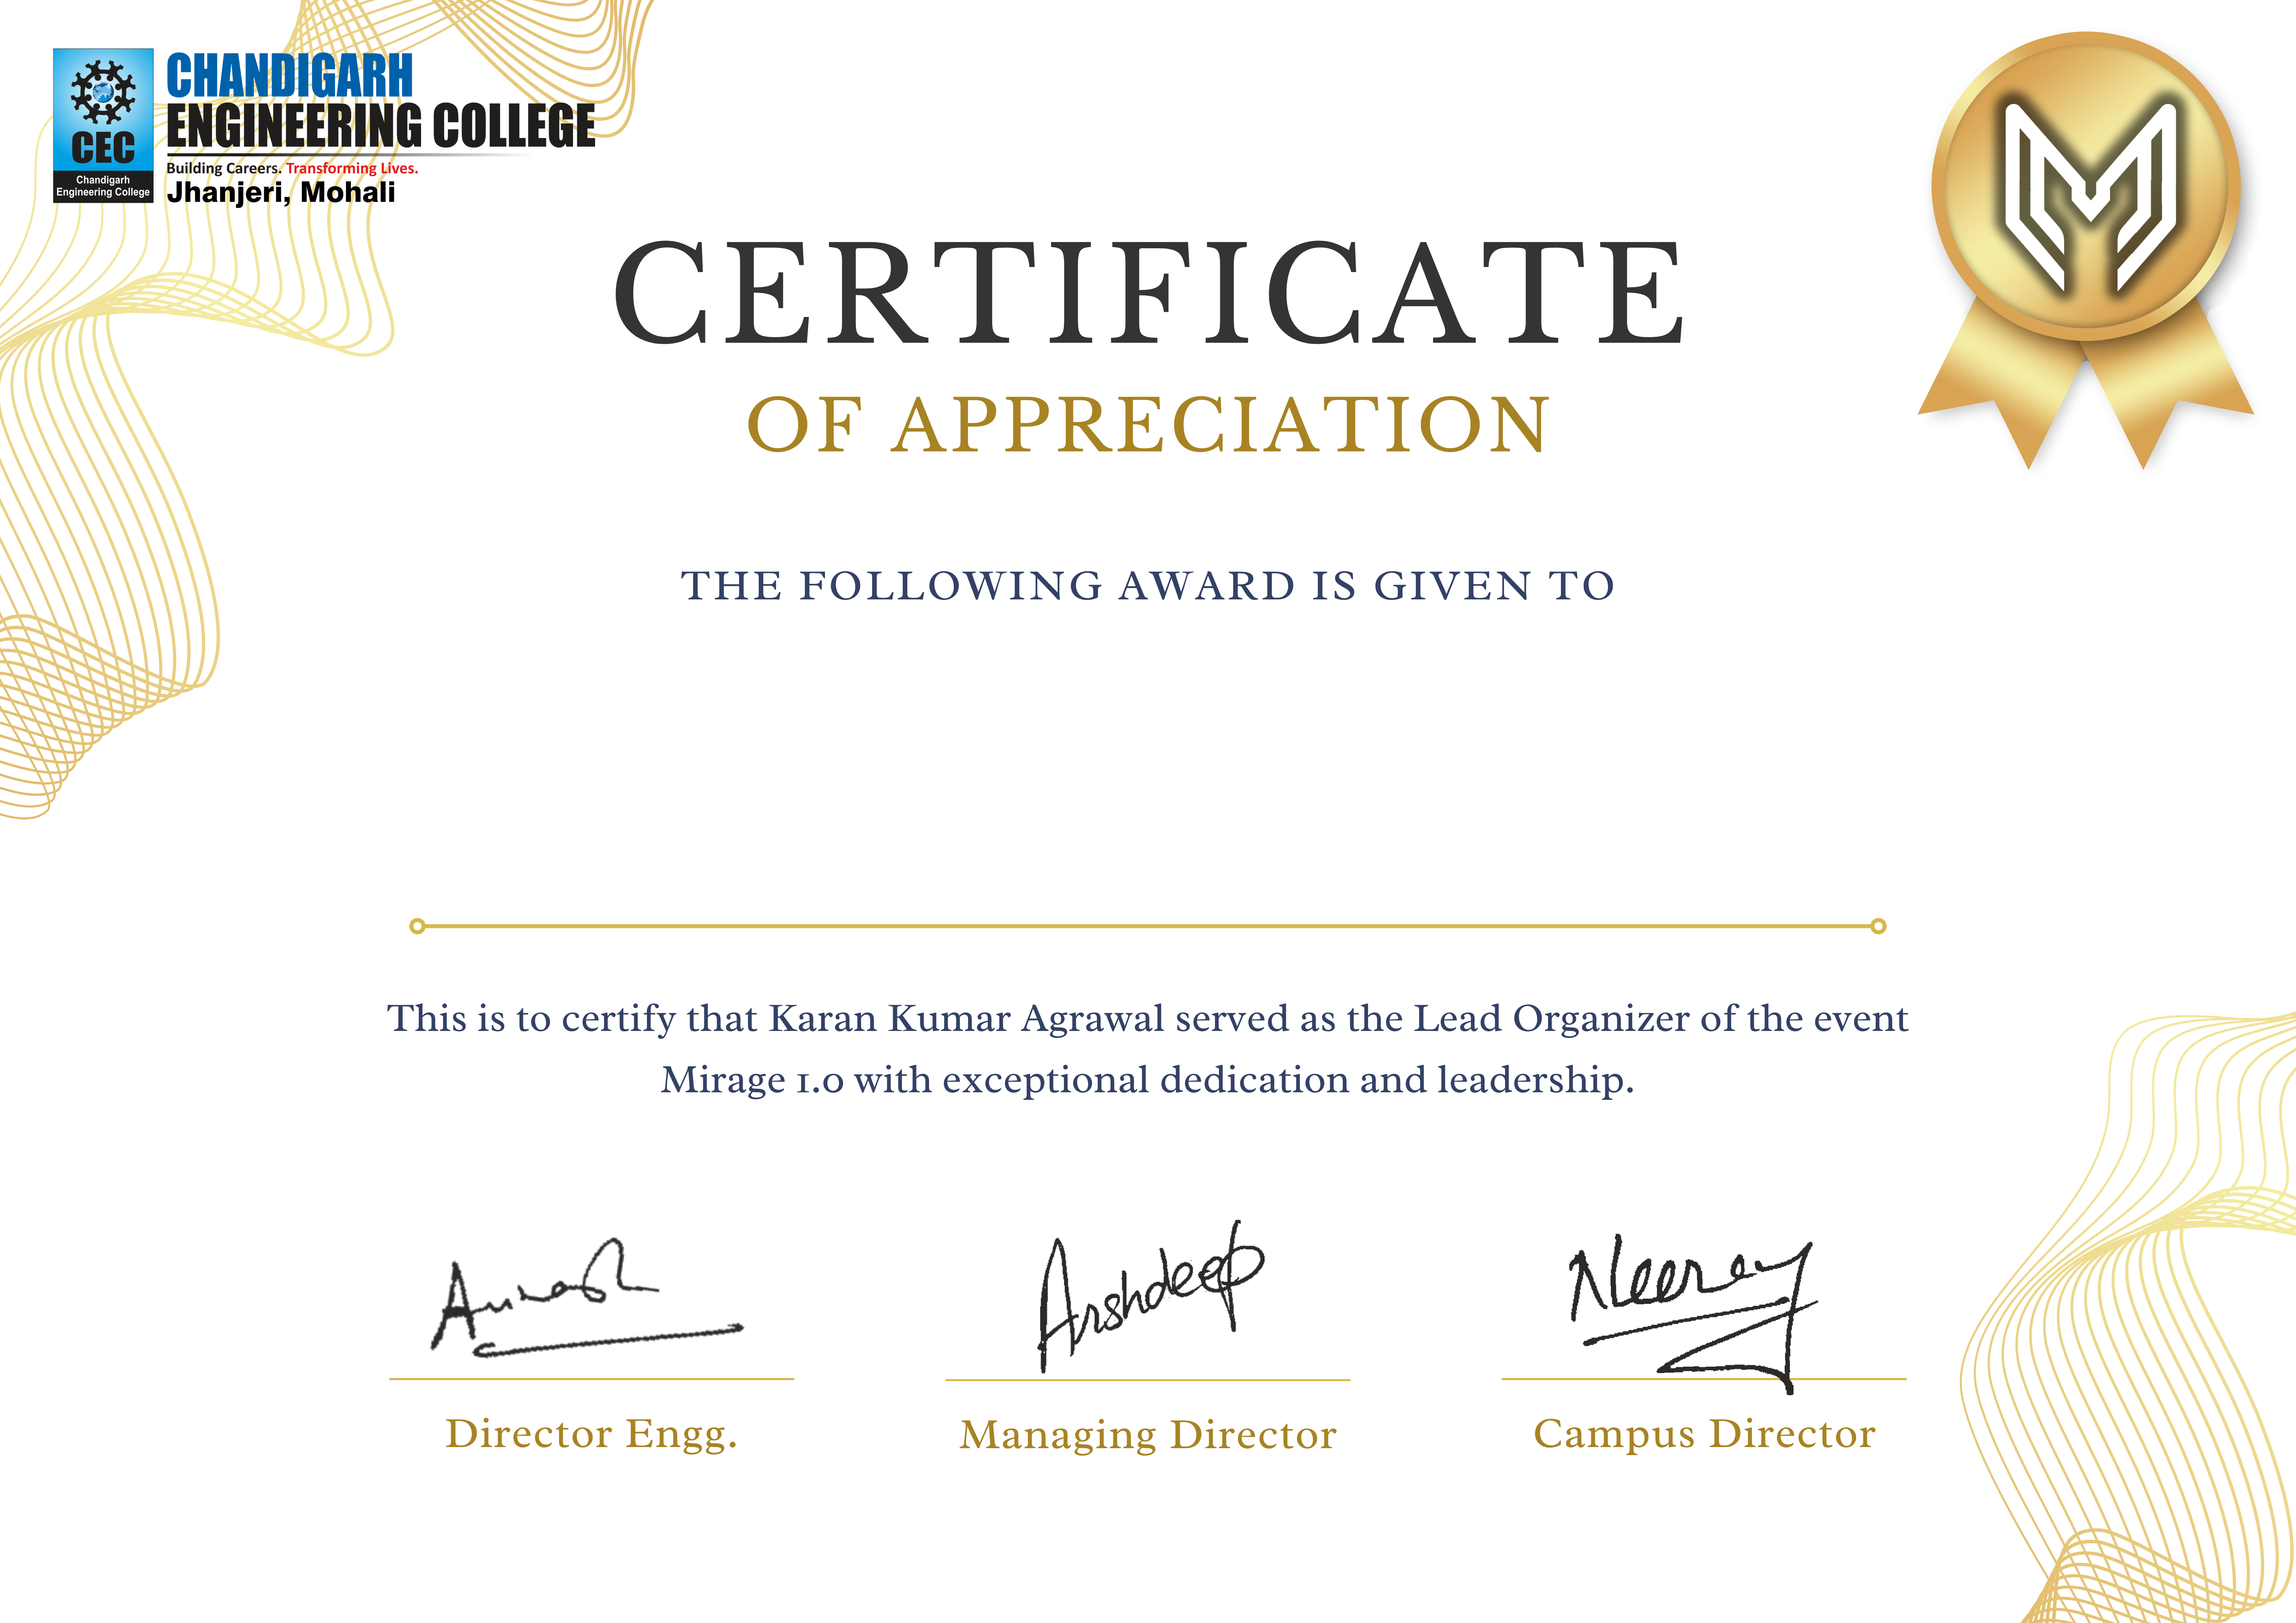 CHANDIGARH
ENGINEERING COLLEGE
Building Careers. Transforming Lives.
Jhanjeri, Mohali
CEC
Chandigarh
Engineering College
M
CERTIFICATE
OF APPRECIATION
THE FOLLOWING AWARD IS GIVEN TO
This is to certify that Karan Kumar Agrawal served as the Lead Organizer of the event
Mirage 1.0 with exceptional dedication and leadership.
Arshdeep
Neeraj
Director Engg.
Managing Director
Campus Director